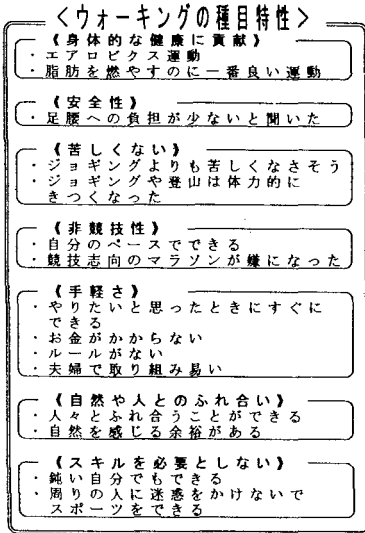 ＜ウォーキングの種目特性＞
《身体的な健康に貢献》
・エアロビクス運動
・脂肪を燃やすのに一番良い運動
《安全性》
・足腰への負担が少ないと聞いた
《苦しくない》
・ジョギングよりも苦しくなさそう
・ジョギングや登山は体力的に
きつくなった
《非競技性》
・自分のペースでできる
・競技志向のマラソンが嫌になった
《手軽さ》
・やりたいと思ったときにすぐに
できる
・お金がかからない
・ルールがない
・夫婦で取り組み易い
《自然や人とのふれ合い》
・人々とふれ合うことができる
・自然を感じる余裕がある
《スキルを必要としない》
・鈍い自分でもできる
・周りの人に迷惑をかけないで
スポーツをできる